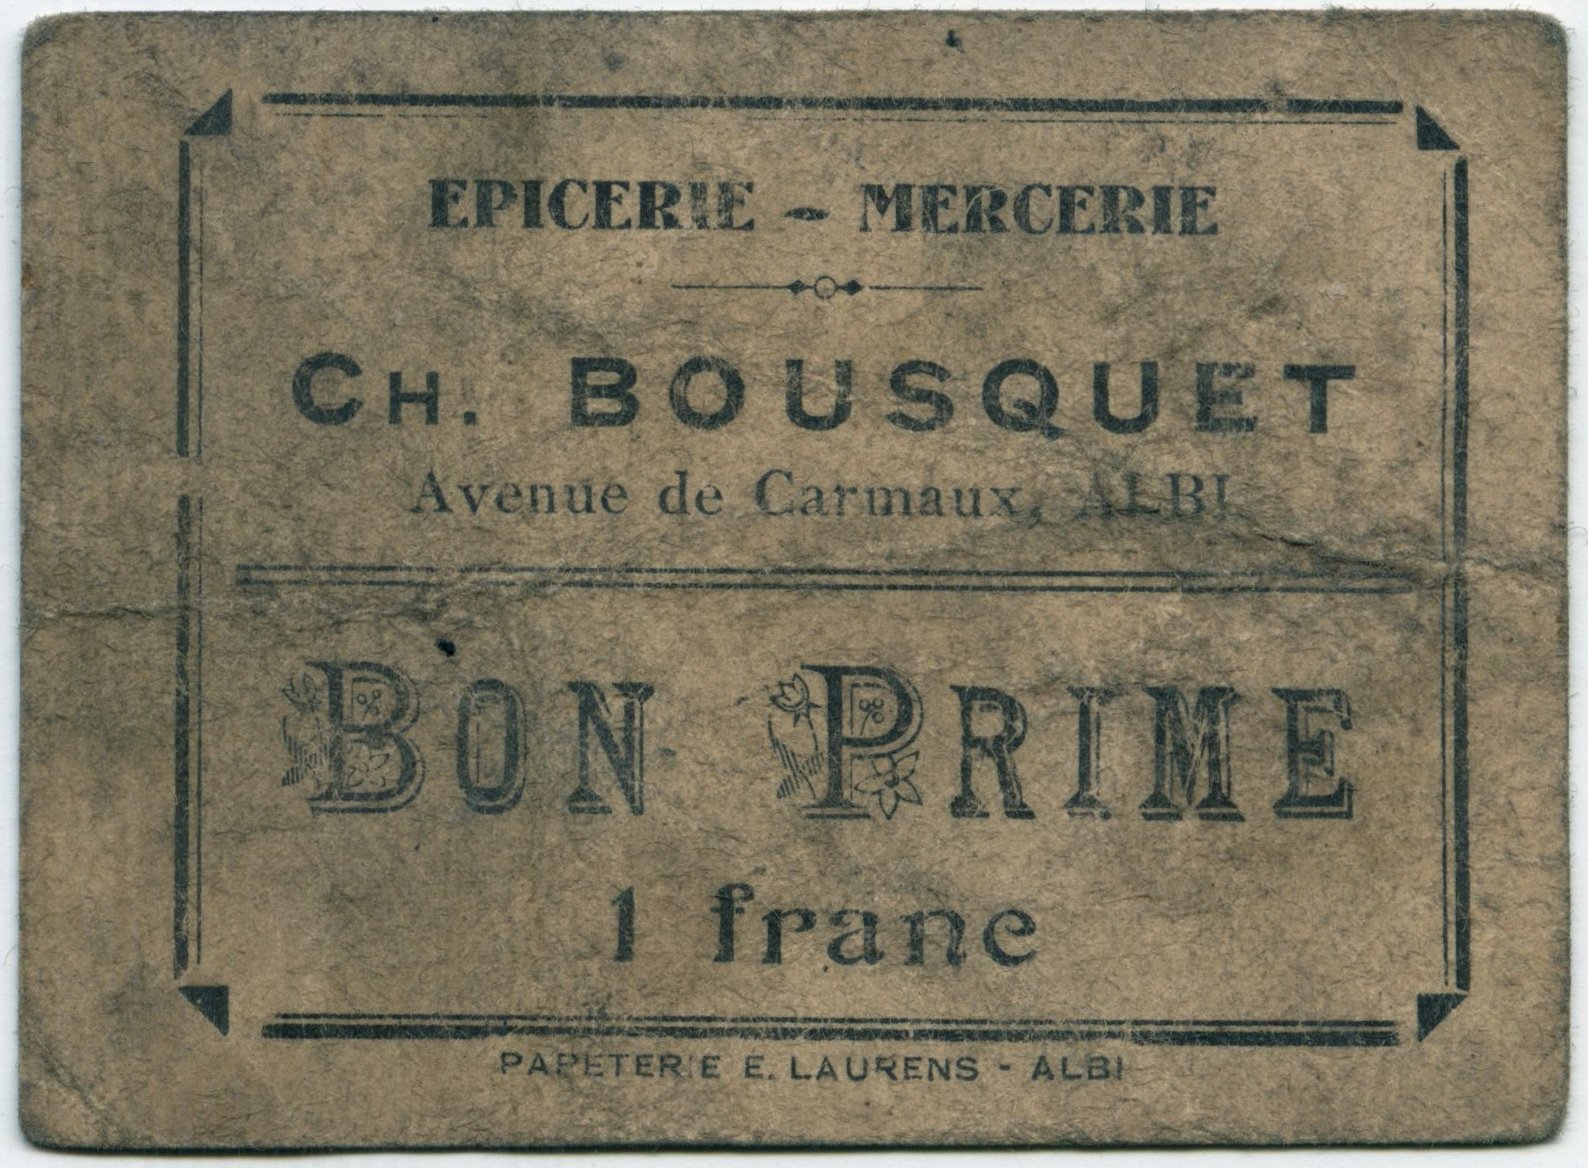 EPICERIE - MERCERIE
CH. BOUSQUET
Avenue de Carmaux, ALBI
BON PRIME
1 franc
PAPETERIE E. LAURENS - ALBI